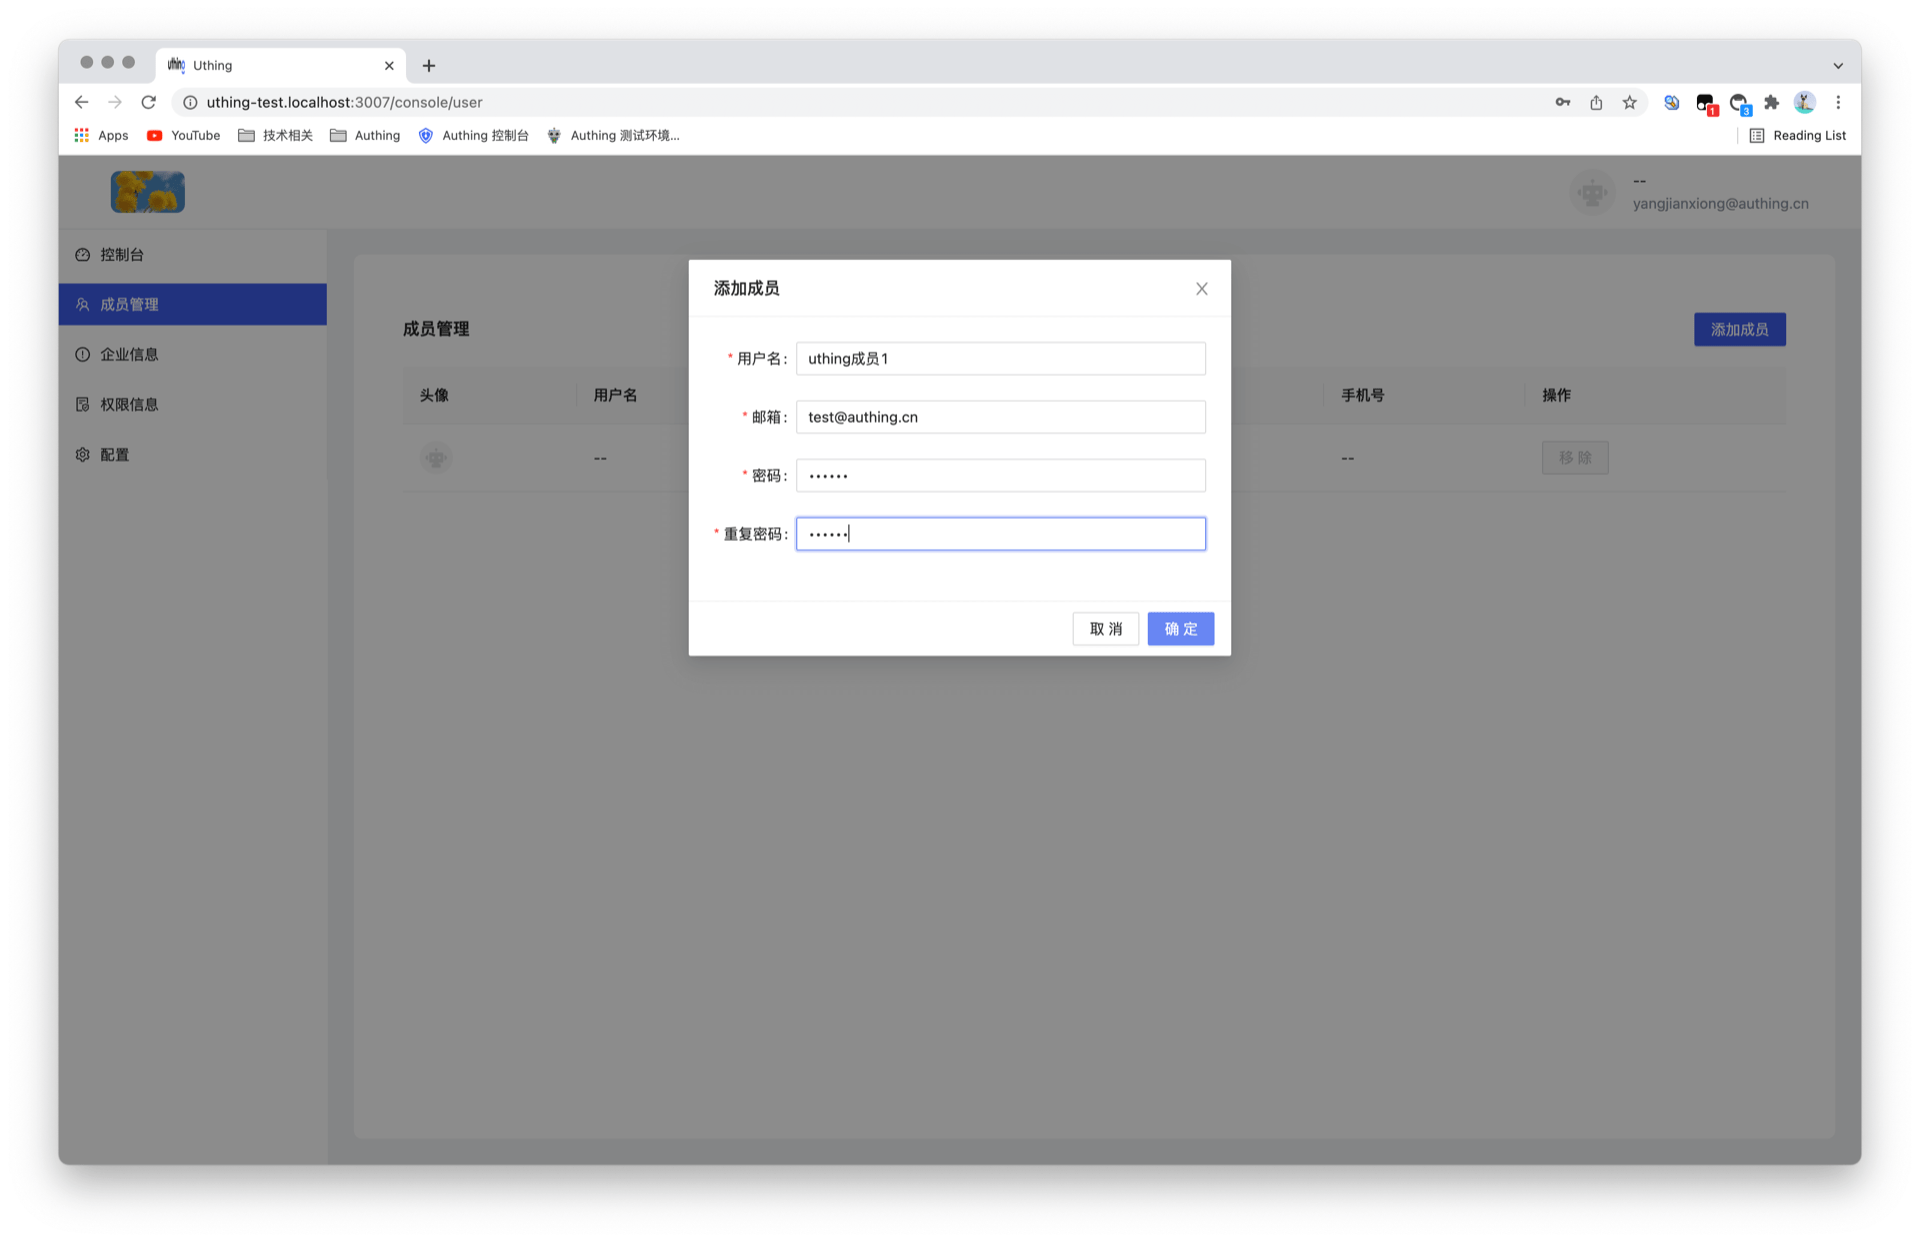 Uthing
uthing-test.localhost:3007/console/user
1
3
Apps
YouTube
技术相关
Authing
Authing 控制台
Authing 测试环境...
Reading List
--
yangjianxiong@authing.cn
控制台
成员管理
企业信息
权限信息
配置
成员管理
添加成员
头像
用户名
手机号
操作
--
--
移 除
添加成员
* 用户名:
uthing成员1
* 邮箱:
test@authing.cn
* 密码:
••••••
* 重复密码:
••••••
取 消
确 定